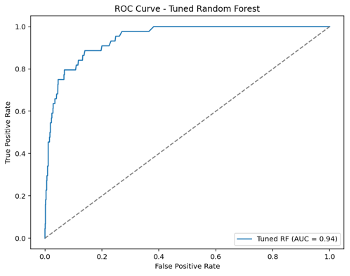 ROC Curve - Tuned Random Forest
True Positive Rate
1.0
0.8
0.6
0.4
0.2
0.0
0.0 0.2 0.4 0.6 0.8 1.0
False Positive Rate
Tuned RF (AUC = 0.94)